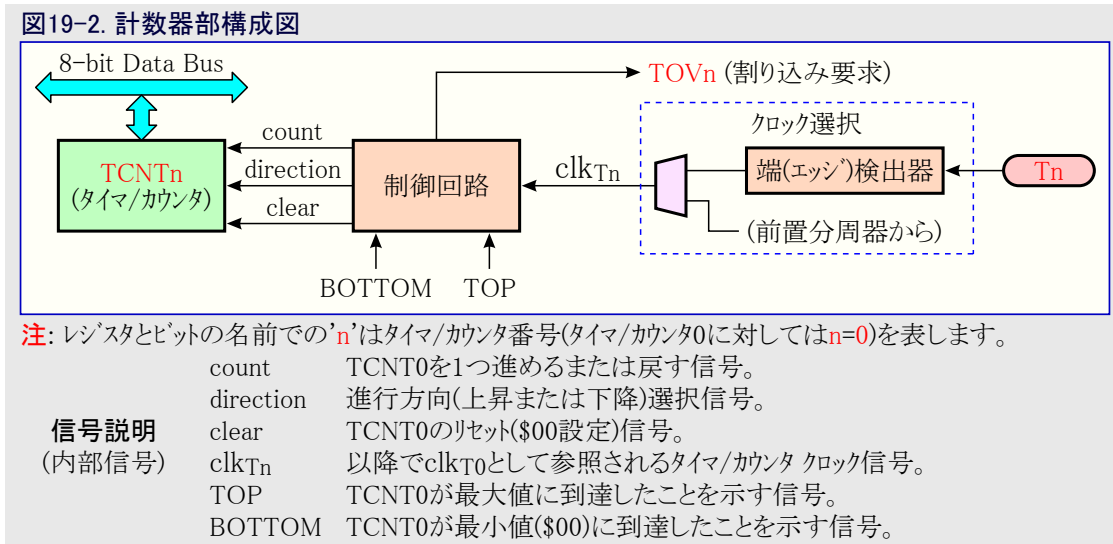 図19-2. 計数器部構成図
8-bit Data Bus
TOVn (割り込み要求)
クロック選択
count
TCNTn
(タイマ/カウンタ)
direction
制御回路
clkTn
端(エッジ)検出器
Tn
clear
(前置分周器から)
BOTTOM TOP
注: レジスタとビットの名前での'n'はタイマ/カウンタ番号(タイマ/カウンタ0に対してはn=0)を表します。
信号説明
(内部信号)
count TCNT0を1つ進めるまたは戻す信号。
direction 進行方向(上昇または下降)選択信号。
clear TCNT0のリセット($00設定)信号。
clkTn 以降でclkT0として参照されるタイマ/カウンタ クロック信号。
TOP TCNT0が最大値に到達したことを示す信号。
BOTTOM TCNT0が最小値($00)に到達したことを示す信号。